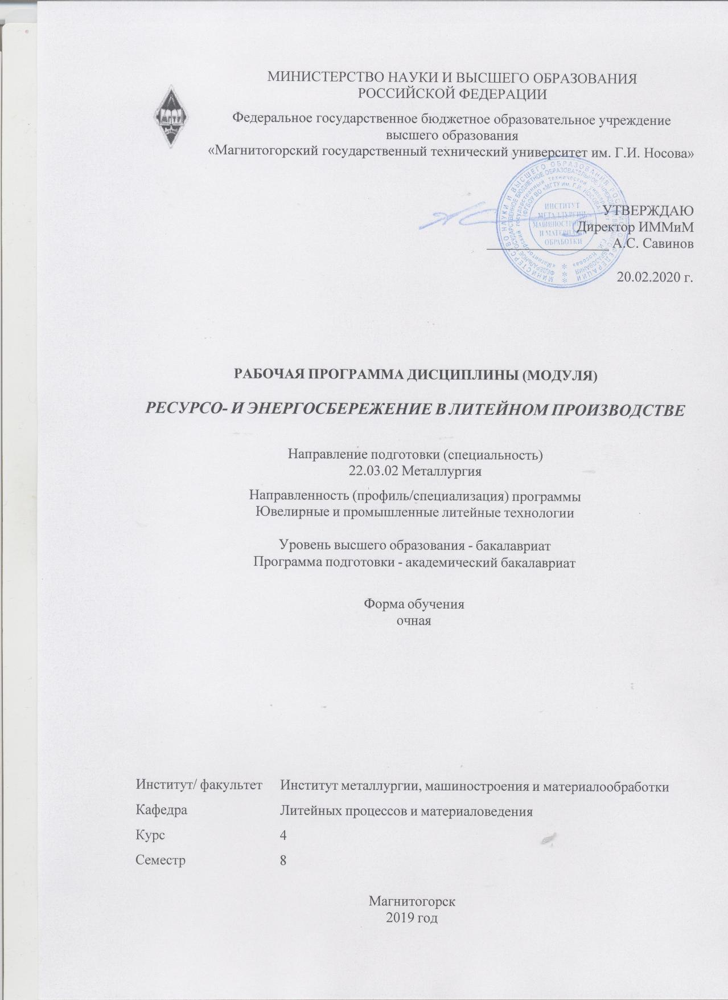 МИНИСТЕРСТВО НАУКИ И ВЫСШЕГО ОБРАЗОВАНИЯ
РОССИЙСКОЙ ФЕДЕРАЦИИ
МГТУ
Федеральное государственное бюджетное образовательное учреждение
высшего образования
«Магнитогорский государственный технический университет им. Г.И. Носова»
УТВЕРЖДАЮ
Директор ИММиМ
А.С. Савинов
ИНСТИТУТ
МЕТАЛЛУРГИИ
МАШИНОСТРОЕНИЯ
И
ОБРАБОТКИ
20.02.2020 г.
РАБОЧАЯ ПРОГРАММА ДИСЦИПЛИНЫ (МОДУЛЯ)
РЕСУРСО- И ЭНЕРГОСБЕРЕЖЕНИЕ В ЛИТЕЙНОМ ПРОИЗВОДСТВЕ
Направление подготовки (специальность)
22.03.02 Металлургия
Направленность (профиль/специализация) программы
Ювелирные и промышленные литейные технологии
Уровень высшего образования - бакалавриат
Программа подготовки - академический бакалавриат
Форма обучения
очная
Институт/ факультет Институт металлургии, машиностроения и материалообработки
Кафедра Литейных процессов и материаловедения
Курс 4
Семестр 8
Магнитогорск
2019 год